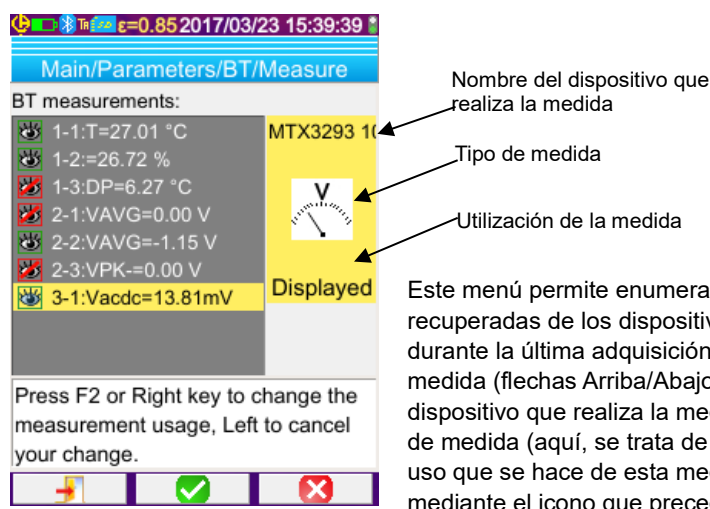 ε=0.85 2017/03/23 15:39:39
Main/Parameters/BT/Measure
BT measurements:
1-1:T=27.01 °C
1-2:=26.72 %
1-3:DP=6.27 °C
2-1:VAVG=0.00 V
2-2:VAVG=-1.15 V
2-3:VPK-=0.00 V
3-1:Vacdc=13.81mV
MTX3293 10
V
Displayed
Press F2 or Right key to change the
measurement usage, Left to cancel
your change.
Nombre del dispositivo que
realiza la medida
Tipo de medida
Utilización de la medida
Este menú permite enumera
recuperadas de los dispositiv
durante la última adquisición
medida (flechas Arriba/Abajo
dispositivo que realiza la med
de medida (aquí, se trata de
uso que se hace de esta med
mediante el icono que preced